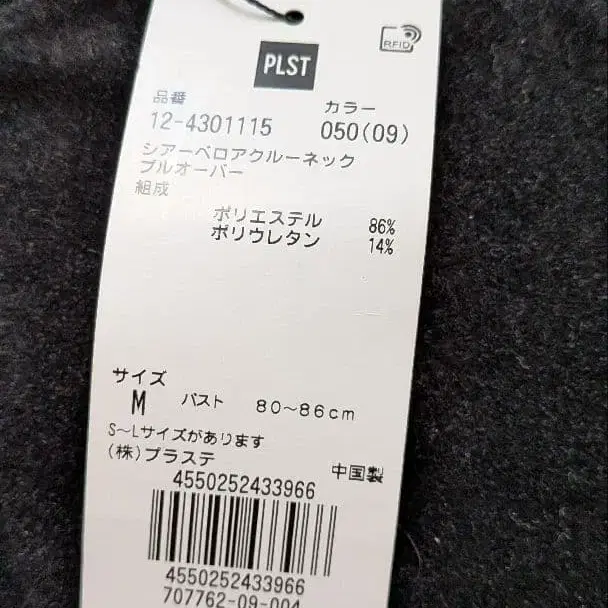 PLST
RFID
品番 カラー
12-4301115 050(09)
シアーベロアクルーネック
プルオーバー
組成
ポリエステル 86%
ポリウレタン 14%
サイズ
M バスト 80~86cm
S~Lサイズがあります
(株)プラステ 中国製
4550252433966
4550252433966
707762-09-004